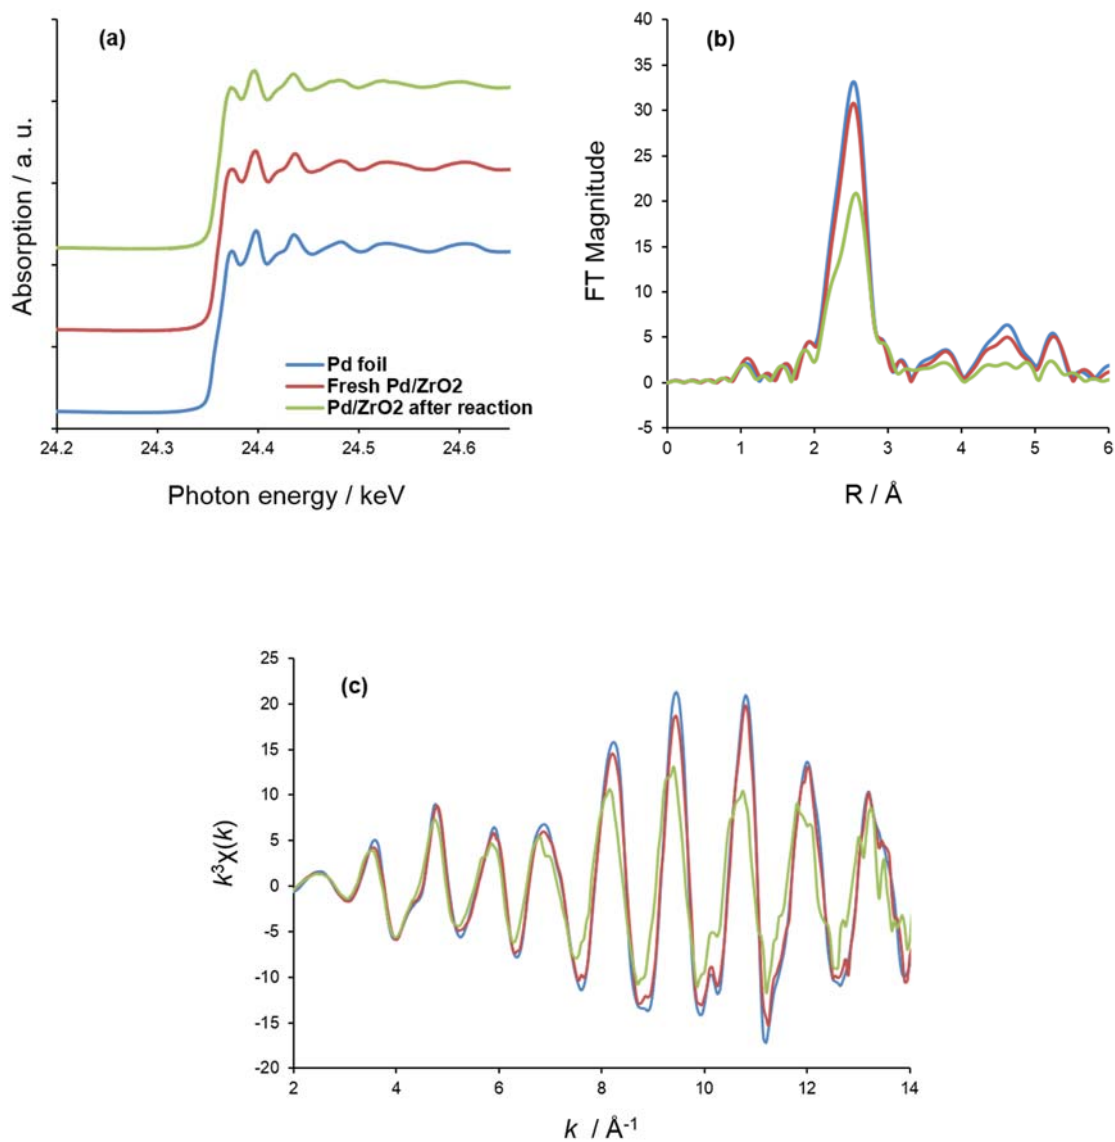 (a)
Absorption / a. u.
Pd foil
Fresh Pd/ZrO2
Pd/ZrO2 after reaction
24.2 24.3 24.4 24.5 24.6
Photon energy / keV
(b)
FT Magnitude
40
35
30
25
20
15
10
5
0
-5
0 1 2 3 4 5 6
R / Å
(c)
k³χ(k)
25
20
15
10
5
0
-5
-10
-15
-20
2 4 6 8 10 12 14
k / Å⁻¹